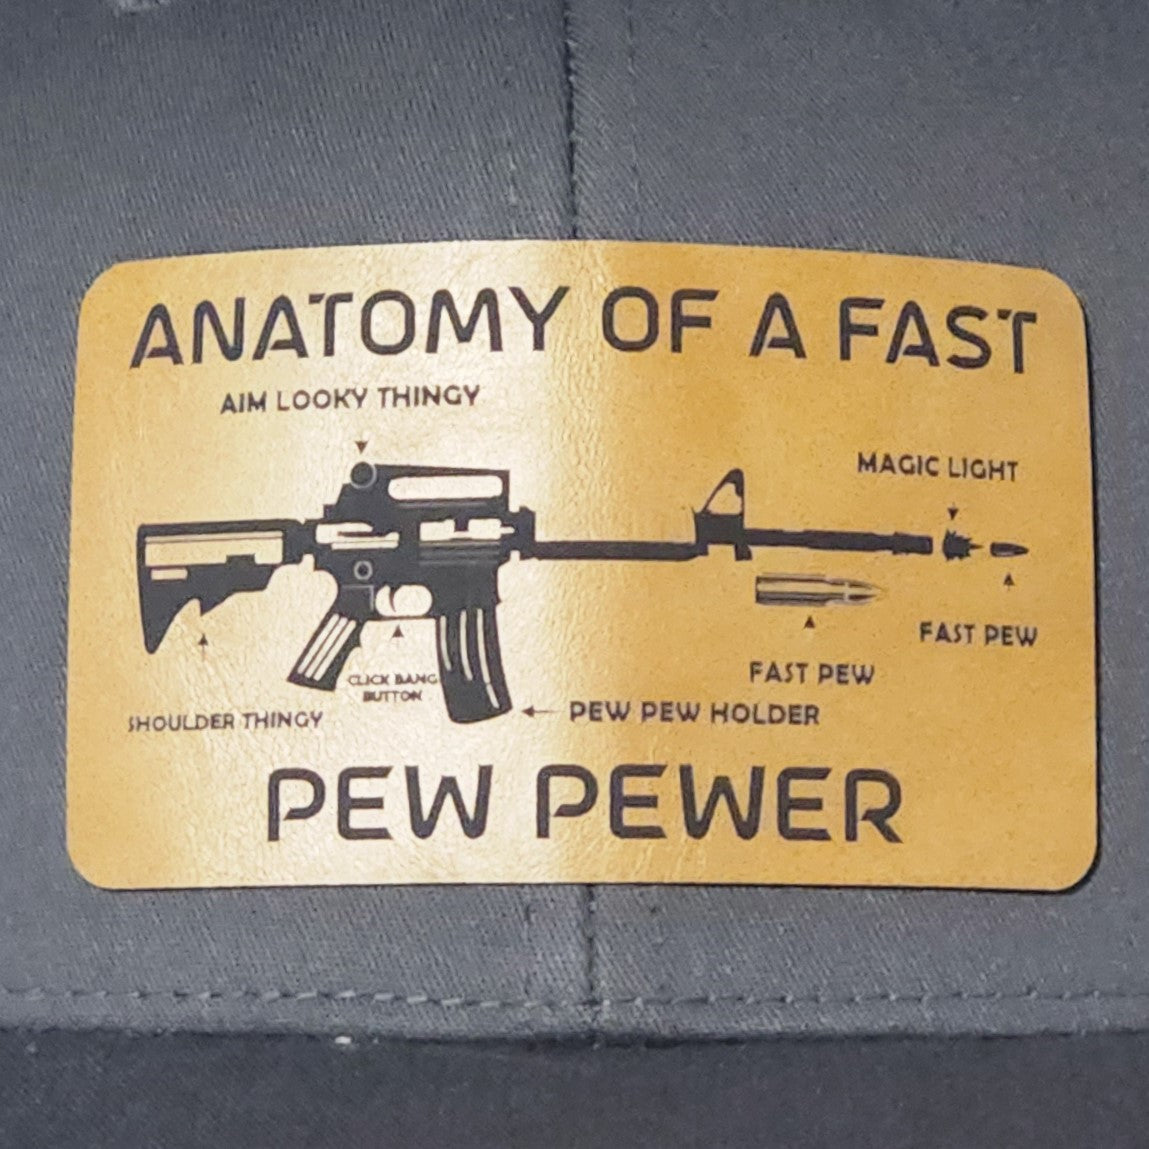 ANATOMY OF A FAST
AIM LOOKY THINGY
MAGIC LIGHT
FAST PEW
FAST PEW
CLICK BANG
BUTTON
SHOULDER THINGY
PEW PEW HOLDER
PEW PEWER